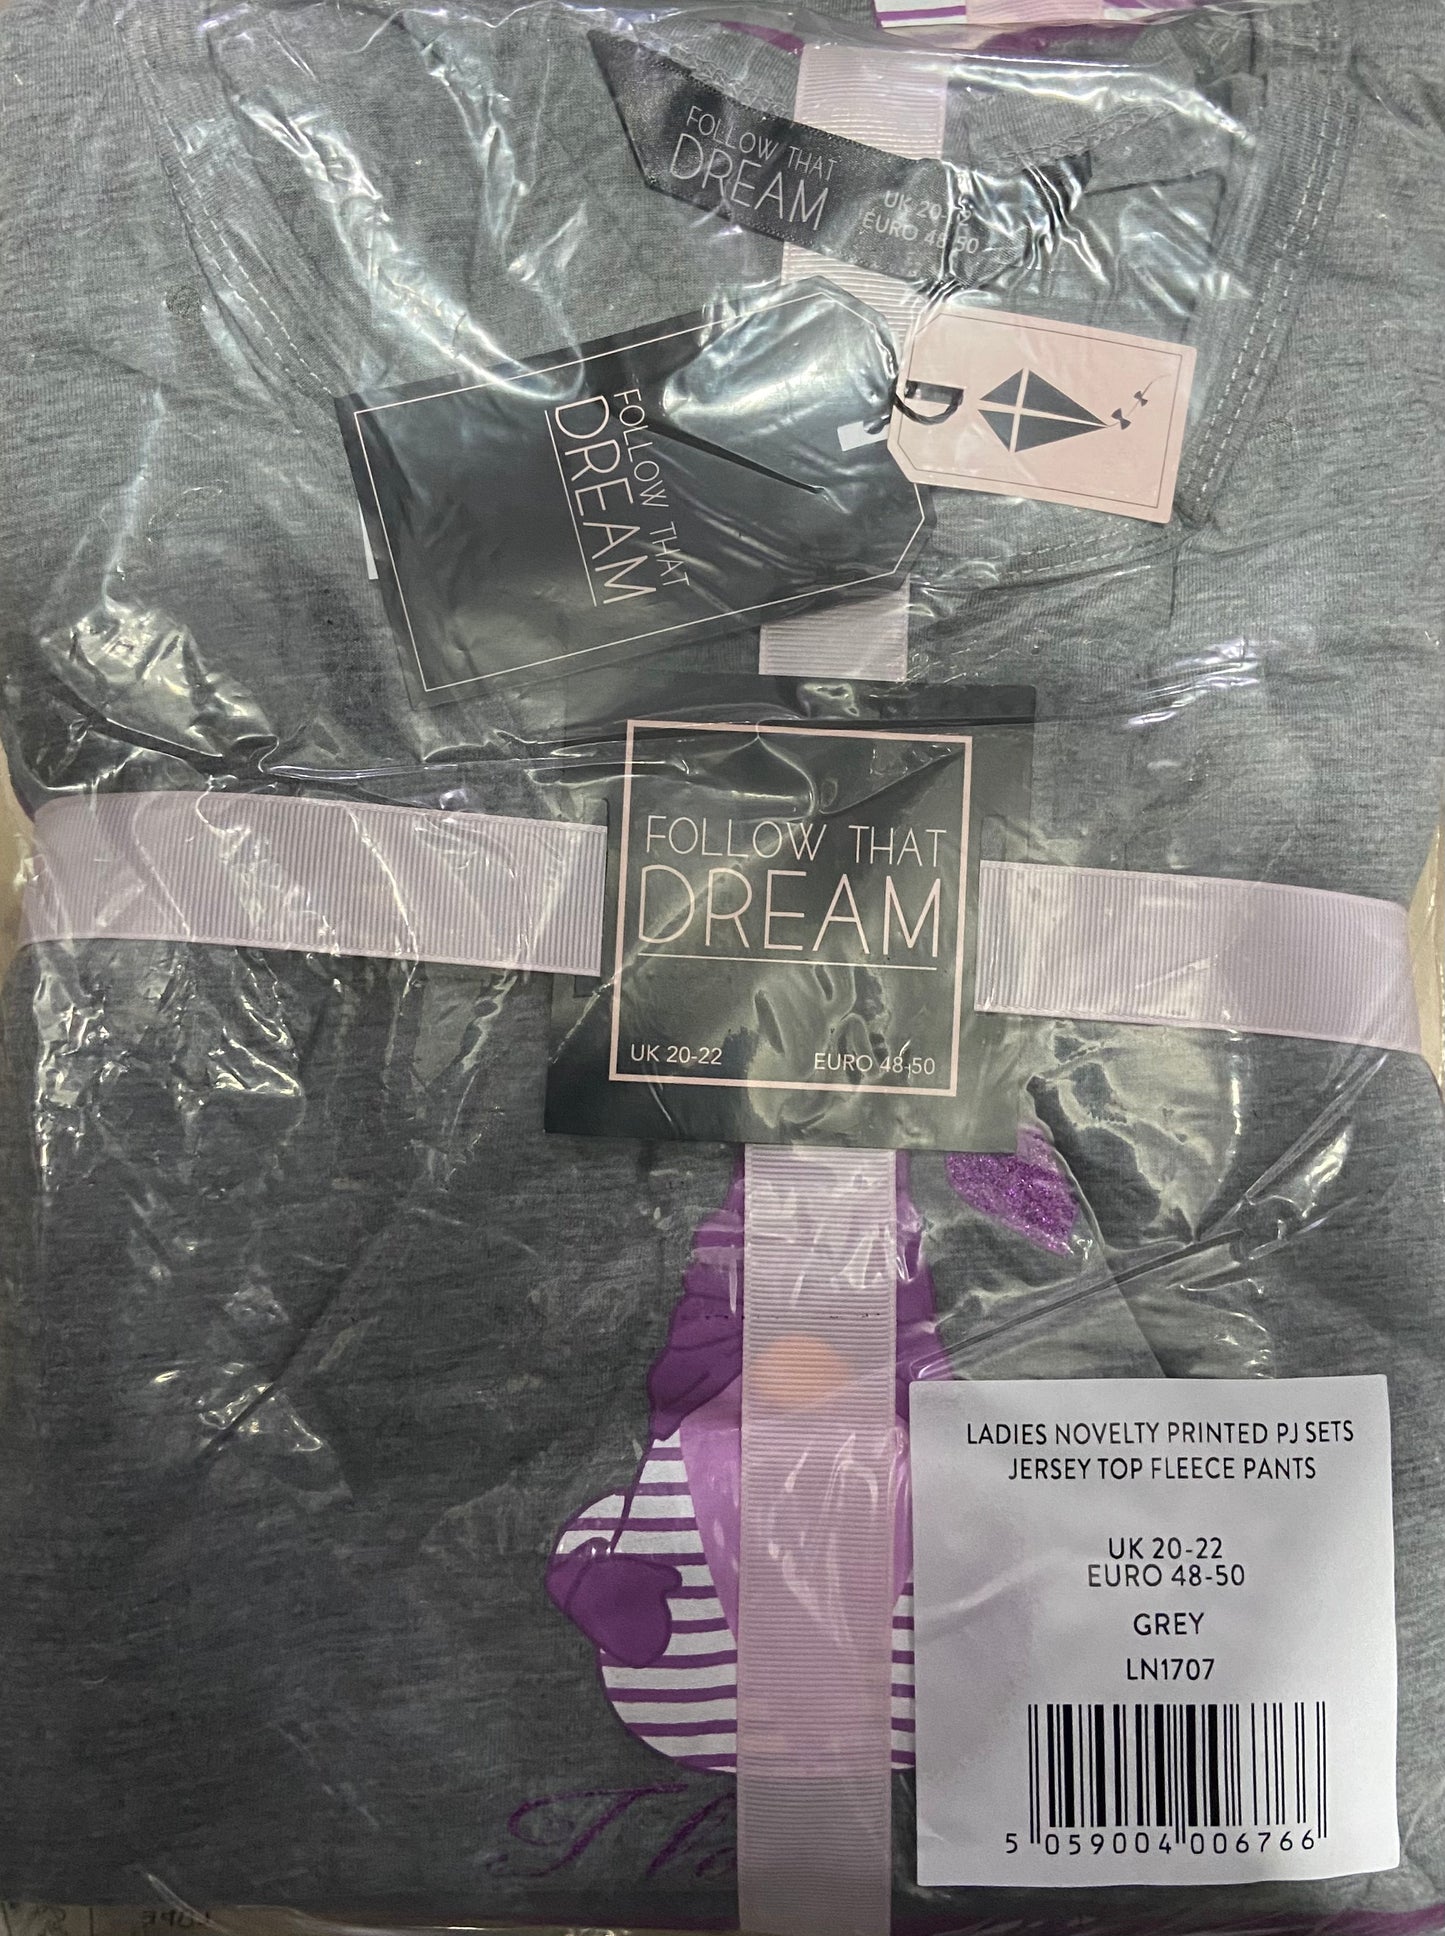 FOLLOW THAT
DREAM
UK 20-22
EURO 48-50
FOLLOW THAT
DREAM
FOLLOW THAT
DREAM
UK 20-22
EURO 48-50
LADIES NOVELTY PRINTED PJ SETS
JERSEY TOP FLEECE PANTS
UK 20-22
EURO 48-50
GREY
LN1707
5 059004 006766